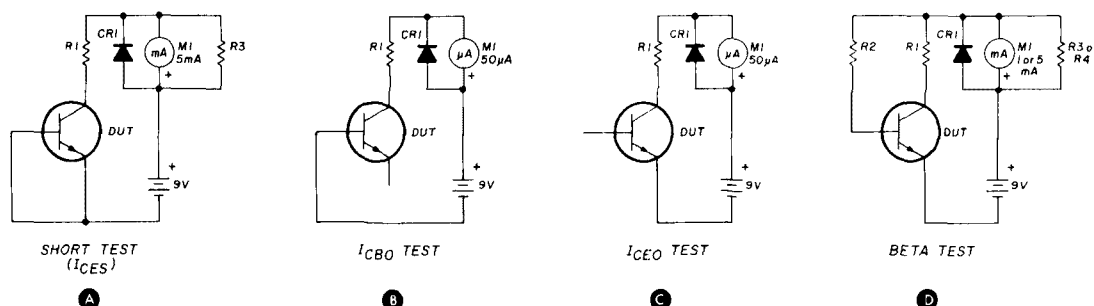 R1
CR1
mA
M1
5mA
+
R3
DUT
+
9V
SHORT TEST
(ICES)
A
R1
CR1
µA
M1
50µA
+
DUT
+
9V
ICBO TEST
B
R1
CR1
µA
M1
50µA
+
DUT
+
9V
ICEO TEST
C
R2
R1
CR1
mA
M1
1 or 5
mA
+
R3 o
R4
DUT
+
9V
BETA TEST
D